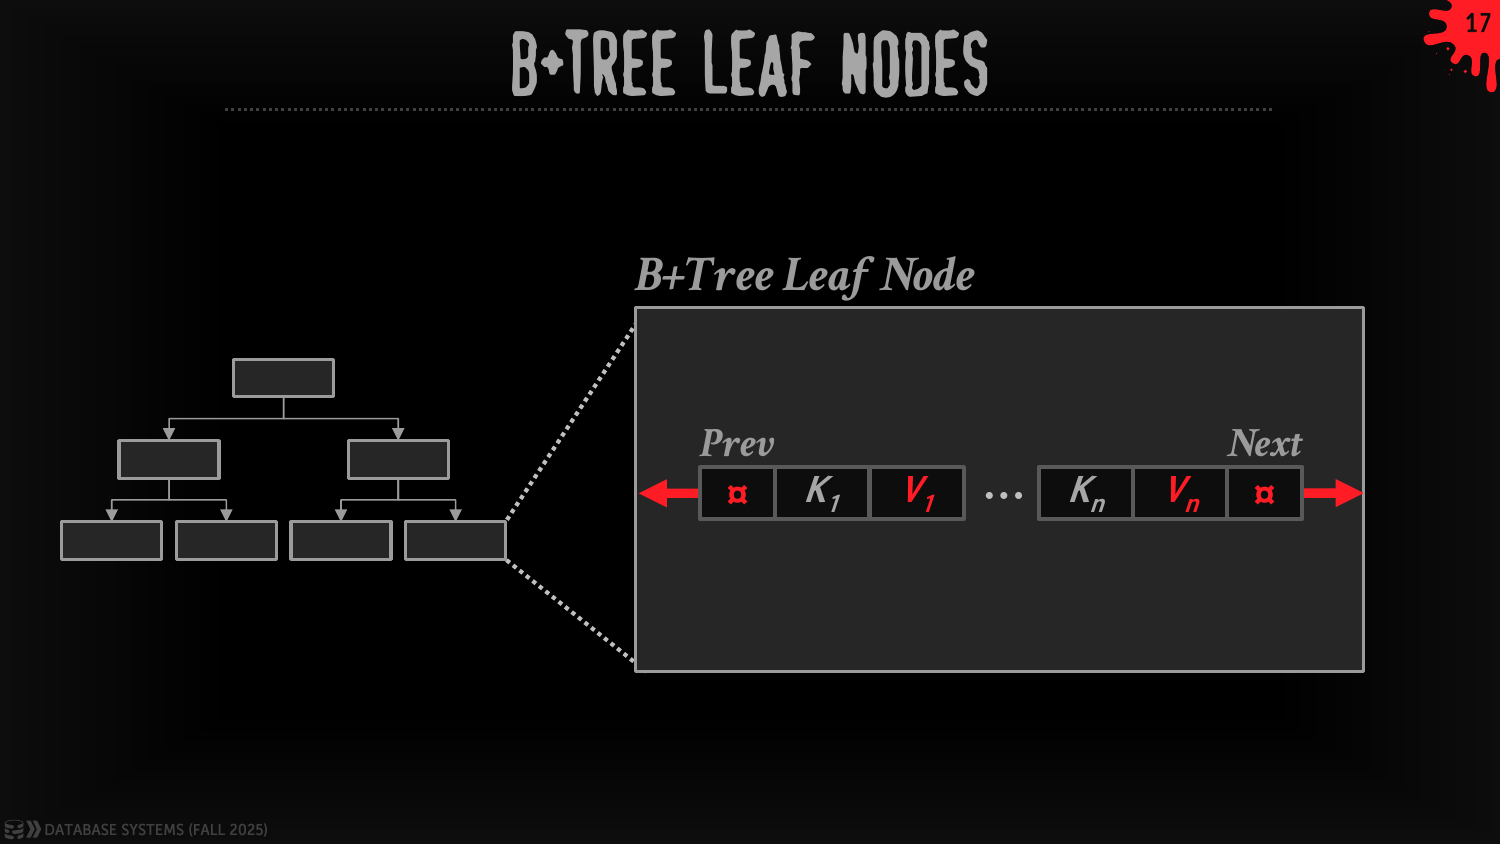 B+TREE LEAF NODES
17
B+Tree Leaf Node
Prev
Next
¤ K1 V1 … Kn Vn ¤
DATABASE SYSTEMS (FALL 2025)